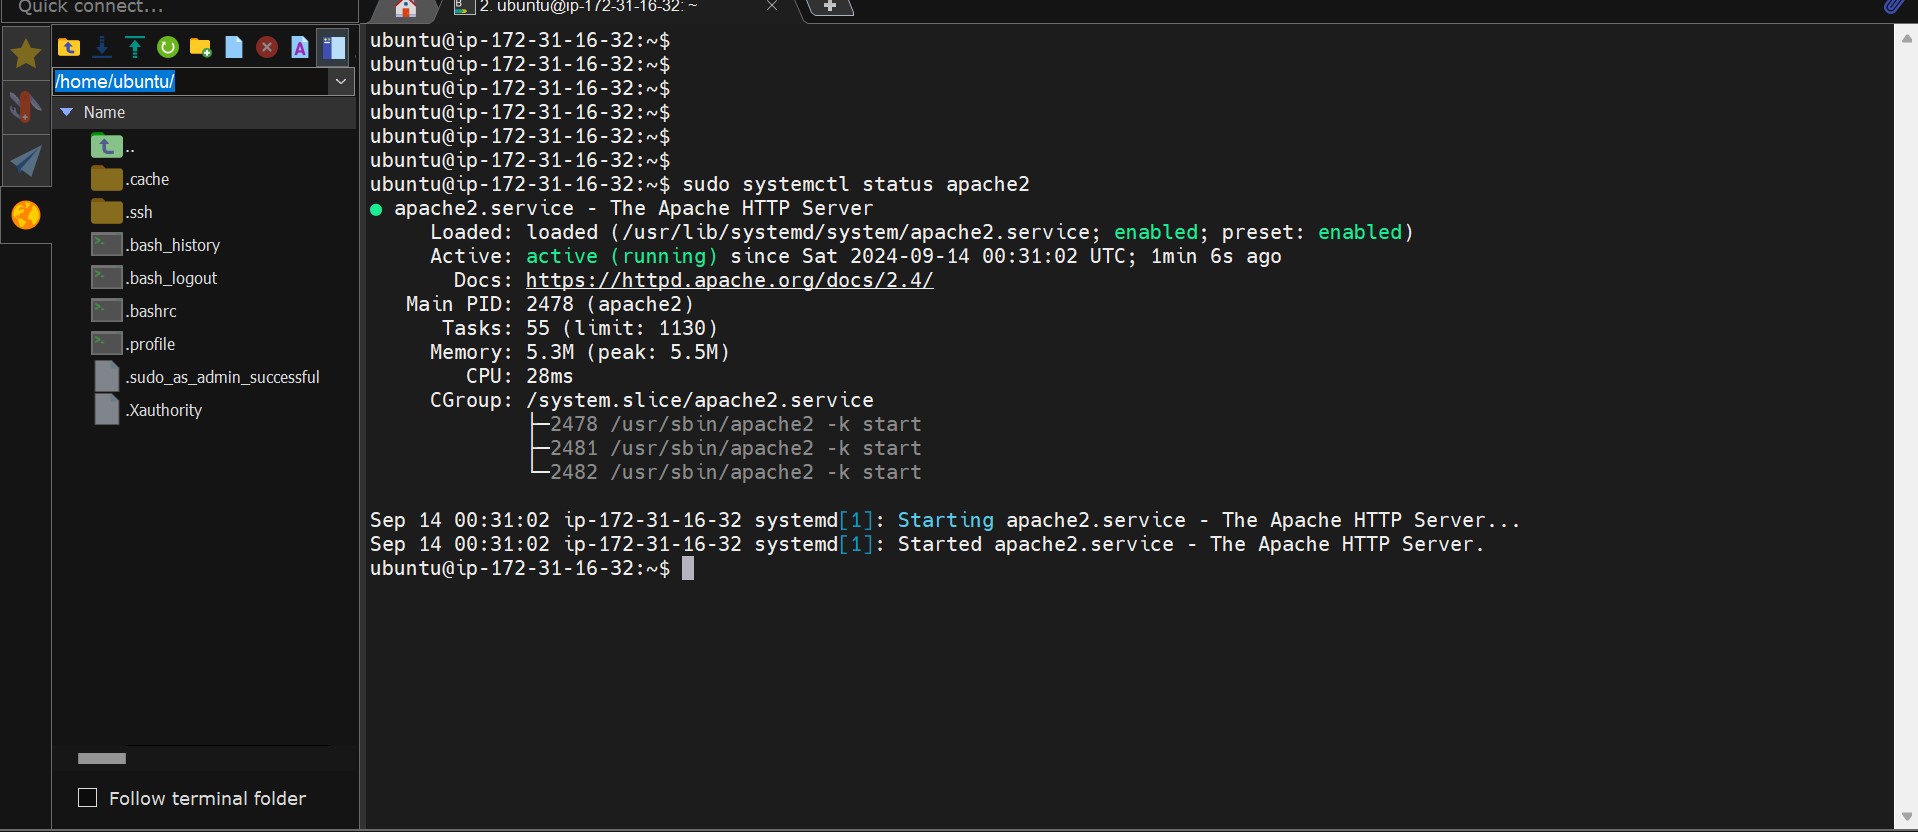 Quick connect...
2. ubuntu@ip-172-31-16-32: ~
/home/ubuntu/
Name
..
.cache
.ssh
.bash_history
.bash_logout
.bashrc
.profile
.sudo_as_admin_successful
.Xauthority
Follow terminal folder
ubuntu@ip-172-31-16-32:~$
ubuntu@ip-172-31-16-32:~$
ubuntu@ip-172-31-16-32:~$
ubuntu@ip-172-31-16-32:~$
ubuntu@ip-172-31-16-32:~$
ubuntu@ip-172-31-16-32:~$
ubuntu@ip-172-31-16-32:~$ sudo systemctl status apache2
● apache2.service - The Apache HTTP Server
Loaded: loaded (/usr/lib/systemd/system/apache2.service; enabled; preset: enabled)
Active: active (running) since Sat 2024-09-14 00:31:02 UTC; 1min 6s ago
Docs: https://httpd.apache.org/docs/2.4/
Main PID: 2478 (apache2)
Tasks: 55 (limit: 1130)
Memory: 5.3M (peak: 5.5M)
CPU: 28ms
CGroup: /system.slice/apache2.service
├─2478 /usr/sbin/apache2 -k start
├─2481 /usr/sbin/apache2 -k start
└─2482 /usr/sbin/apache2 -k start
Sep 14 00:31:02 ip-172-31-16-32 systemd[1]: Starting apache2.service - The Apache HTTP Server...
Sep 14 00:31:02 ip-172-31-16-32 systemd[1]: Started apache2.service - The Apache HTTP Server.
ubuntu@ip-172-31-16-32:~$